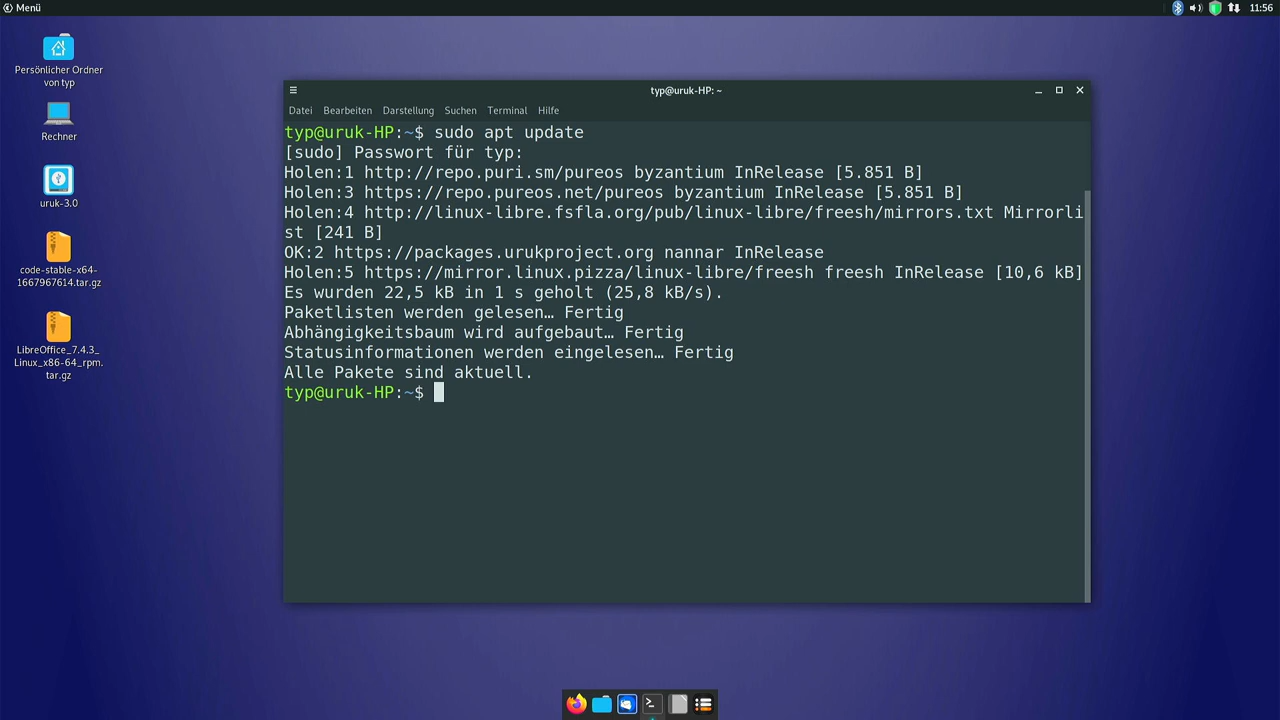 Menü
11:56
Persönlicher Ordner
von typ
Rechner
uruk-3.0
code-stable-x64-
1667967614.tar.gz
LibreOffice_7.4.3_
Linux_x86-64_rpm.
tar.gz
typ@uruk-HP: ~
Datei Bearbeiten Darstellung Suchen Terminal Hilfe
typ@uruk-HP:~$ sudo apt update
[sudo] Passwort für typ:
Holen:1 http://repo.puri.sm/pureos byzantium InRelease [5.851 B]
Holen:3 https://repo.pureos.net/pureos byzantium InRelease [5.851 B]
Holen:4 http://linux-libre.fsfla.org/pub/linux-libre/freesh/mirrors.txt Mirrorli
st [241 B]
OK:2 https://packages.urukproject.org nannar InRelease
Holen:5 https://mirror.linux.pizza/linux-libre/freesh freesh InRelease [10,6 kB]
Es wurden 22,5 kB in 1 s geholt (25,8 kB/s).
Paketlisten werden gelesen… Fertig
Abhängigkeitsbaum wird aufgebaut… Fertig
Statusinformationen werden eingelesen… Fertig
Alle Pakete sind aktuell.
typ@uruk-HP:~$